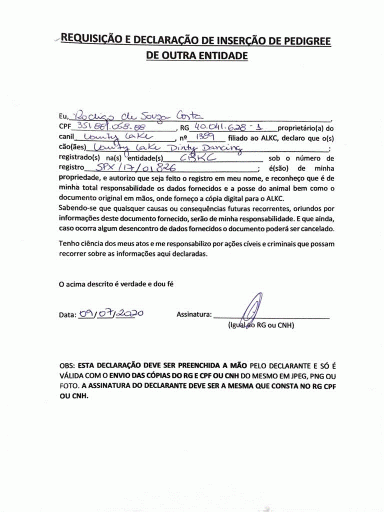 REQUISIÇÃO E DECLARAÇÃO DE INSERÇÃO DE PEDIGREE
DE OUTRA ENTIDADE
Eu, Rodrigo de Souza Costa,
CPF 351.881.058.88, RG 40.041.628-1 proprietário(a) do
canil County Lake, nº 1359 filiado ao ALKC, declaro que o(s)
cão(ães) County Lake Dirty Dancing;
registrado(s) na(s) entidade(s) CBKC sob o número de
registro SPX/17/01826; é(são) de minha
propriedade, e autorizo que seja feito o registro em meu nome, e reconheço que é de
minha total responsabilidade os dados fornecidos e a posse do animal bem como o
documento original em mãos, onde forneço a cópia digital para o ALKC.
Sabendo-se que quaisquer causas ou consequências futuras recorrentes, oriundos por
informações deste documento fornecido, serão de minha responsabilidade. E que ainda,
caso ocorra algum desencontro de dados fornecidos o documento poderá ser cancelado.
Tenho ciência dos meus atos e me responsabilizo por ações cíveis e criminais que possam
recorrer sobre as informações aqui declaradas.
O acima descrito é verdade e dou fé
Data: 09/07/2020 Assinatura:
(Igual ao RG ou CNH)
OBS: ESTA DECLARAÇÃO DEVE SER PREENCHIDA A MÃO PELO DECLARANTE E SÓ É
VÁLIDA COM O ENVIO DAS CÓPIAS DO RG E CPF OU CNH DO MESMO EM JPEG, PNG OU
FOTO. A ASSINATURA DO DECLARANTE DEVE SER A MESMA QUE CONSTA NO RG CPF
OU CNH.